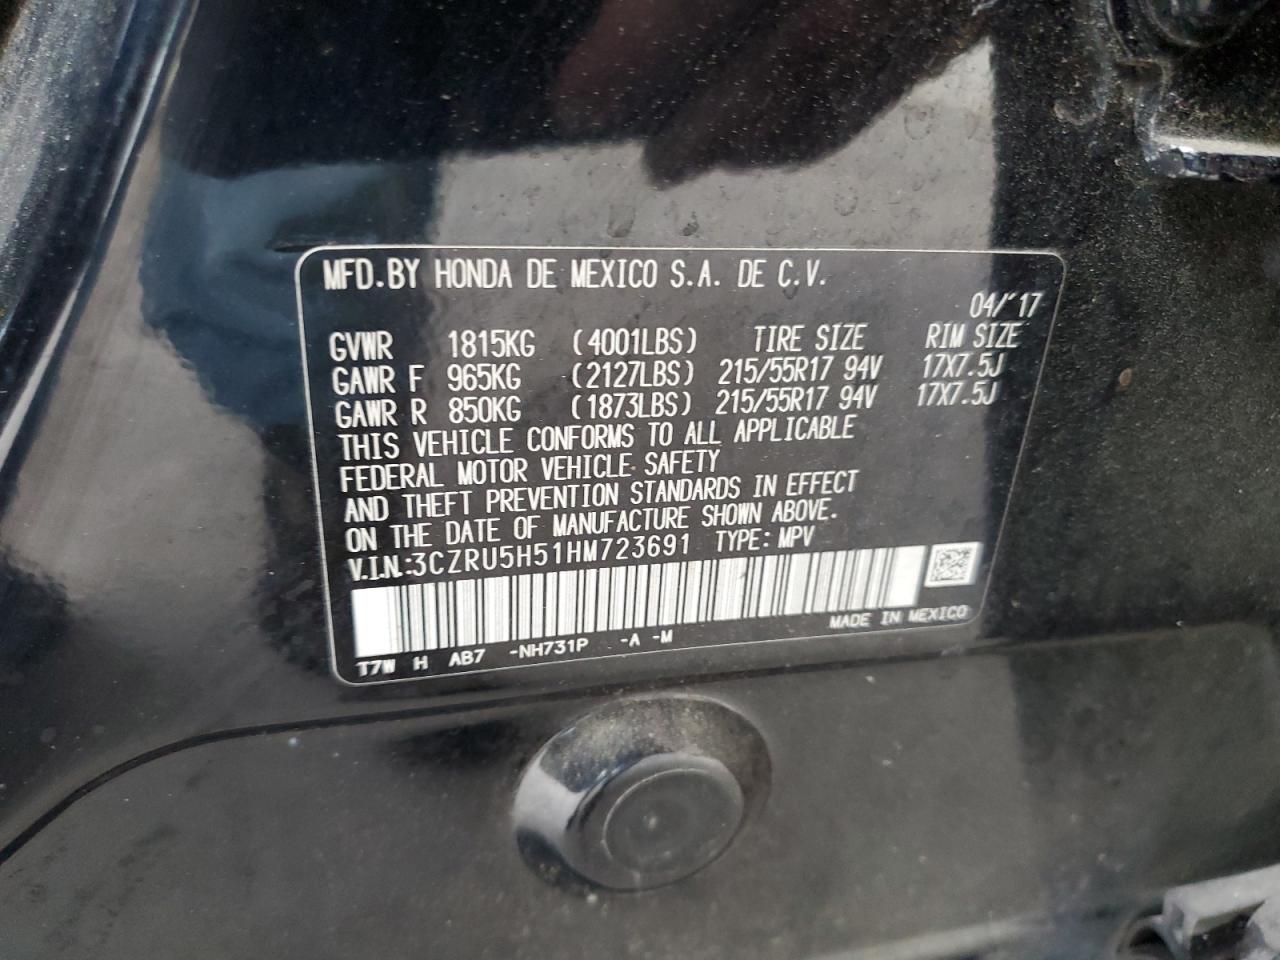 MFD.BY HONDA DE MEXICO S.A. DE C.V.
04/'17
GVWR 1815KG (4001LBS) TIRE SIZE RIM SIZE
GAWR F 965KG (2127LBS) 215/55R17 94V 17X7.5J
GAWR R 850KG (1873LBS) 215/55R17 94V 17X7.5J
THIS VEHICLE CONFORMS TO ALL APPLICABLE
FEDERAL MOTOR VEHICLE SAFETY
AND THEFT PREVENTION STANDARDS IN EFFECT
ON THE DATE OF MANUFACTURE SHOWN ABOVE.
V.I.N.:3CZRU5H51HM723691 TYPE: MPV
MADE IN MEXICO
T7W H AB7 -NH731P -A -M